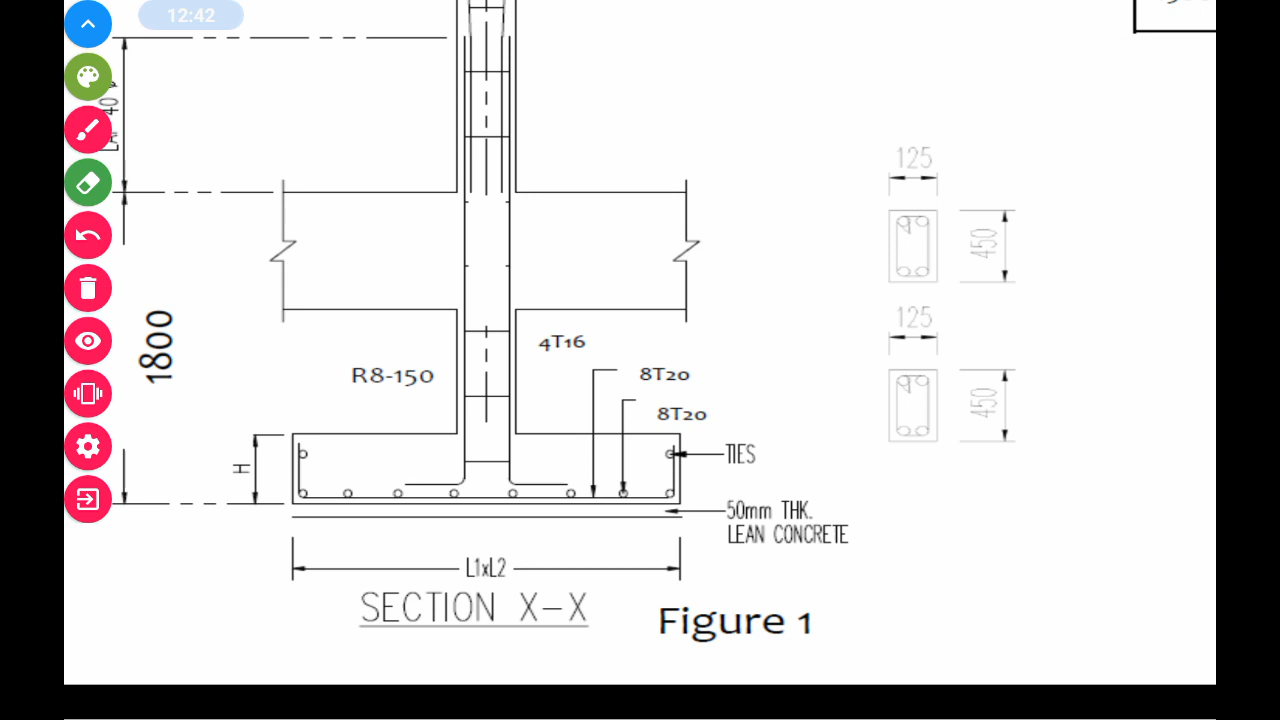 12:42
125
450
125
450
1800
4T16
R8-150
8T20
8T20
TIES
H
50mm THK.
LEAN CONCRETE
L1xL2
SECTION X-X
Figure 1